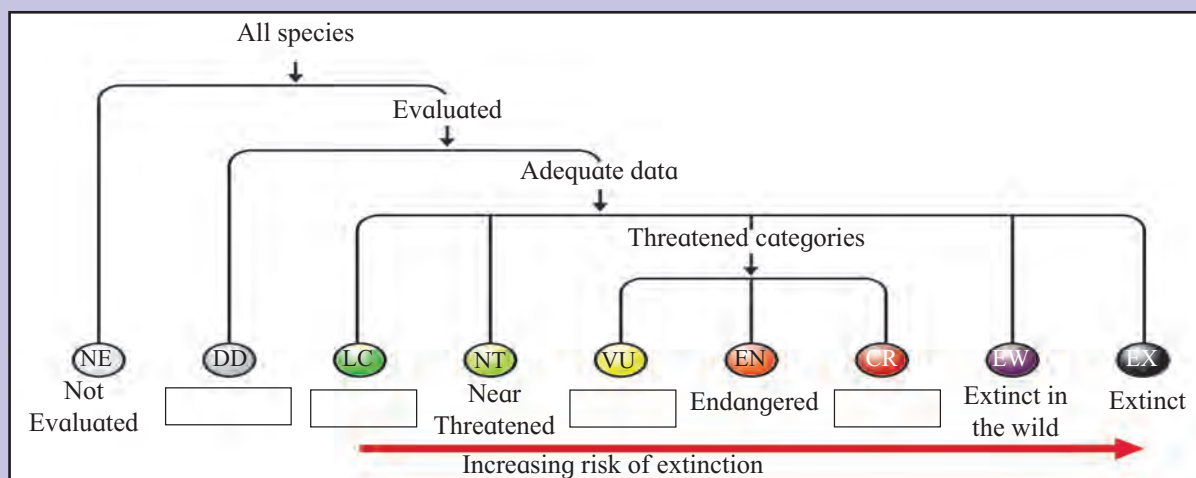 All species
Evaluated
Adequate data
Threatened categories
NE
DD
LC
NT
VU
EN
CR
EW
EX
Not
Evaluated
Near
Threatened
Endangered
Extinct in
the wild
Extinct
Increasing risk of extinction